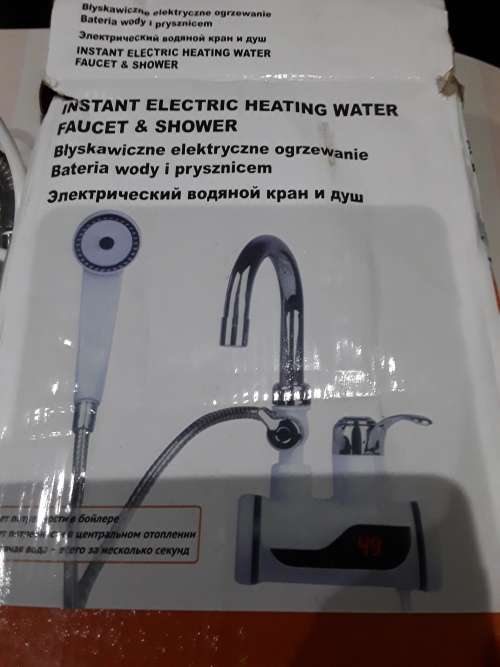 Błyskawiczne elektryczne ogrzewanie
Bateria wody i prysznicem
Электрический водяной кран и душ
INSTANT ELECTRIC HEATING WATER
FAUCET & SHOWER
INSTANT ELECTRIC HEATING WATER
FAUCET & SHOWER
Błyskawiczne elektryczne ogrzewanie
Bateria wody i prysznicem
Электрический водяной кран и душ
в бойлере
в центральном отоплении
вода - всего за несколько секунд
49